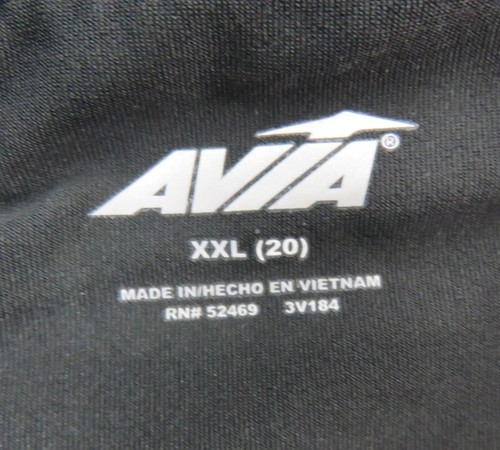 AVIA®
XXL (20)
MADE IN/HECHO EN VIETNAM
RN# 52469 3V184